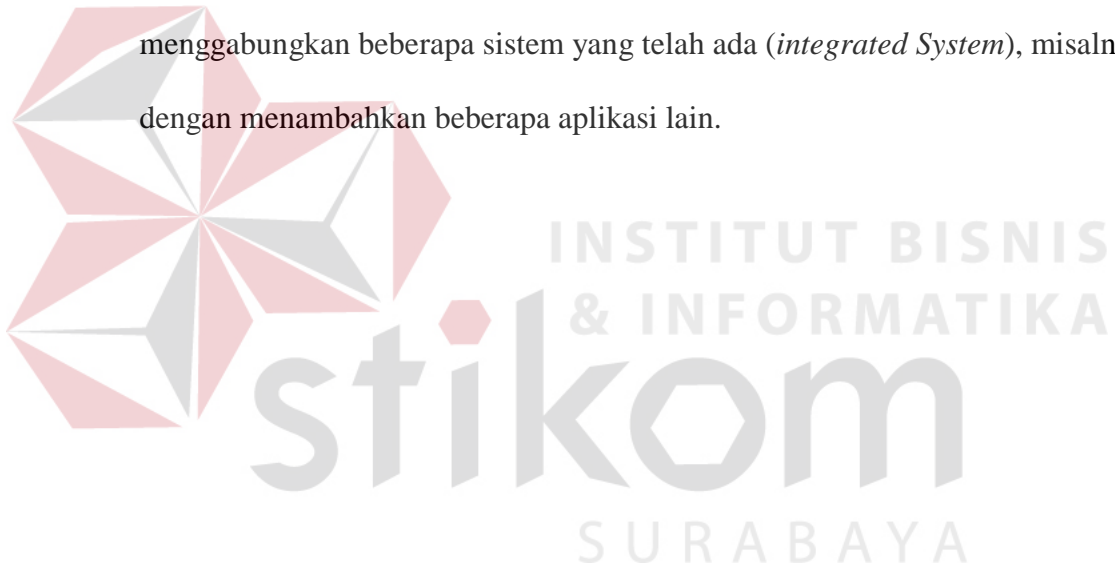 menggabungkan beberapa sistem yang telah ada (integrated System), misaln
dengan menambahkan beberapa aplikasi lain.
INSTITUT BISNIS
& INFORMATIKA
stikom
SURABAYA